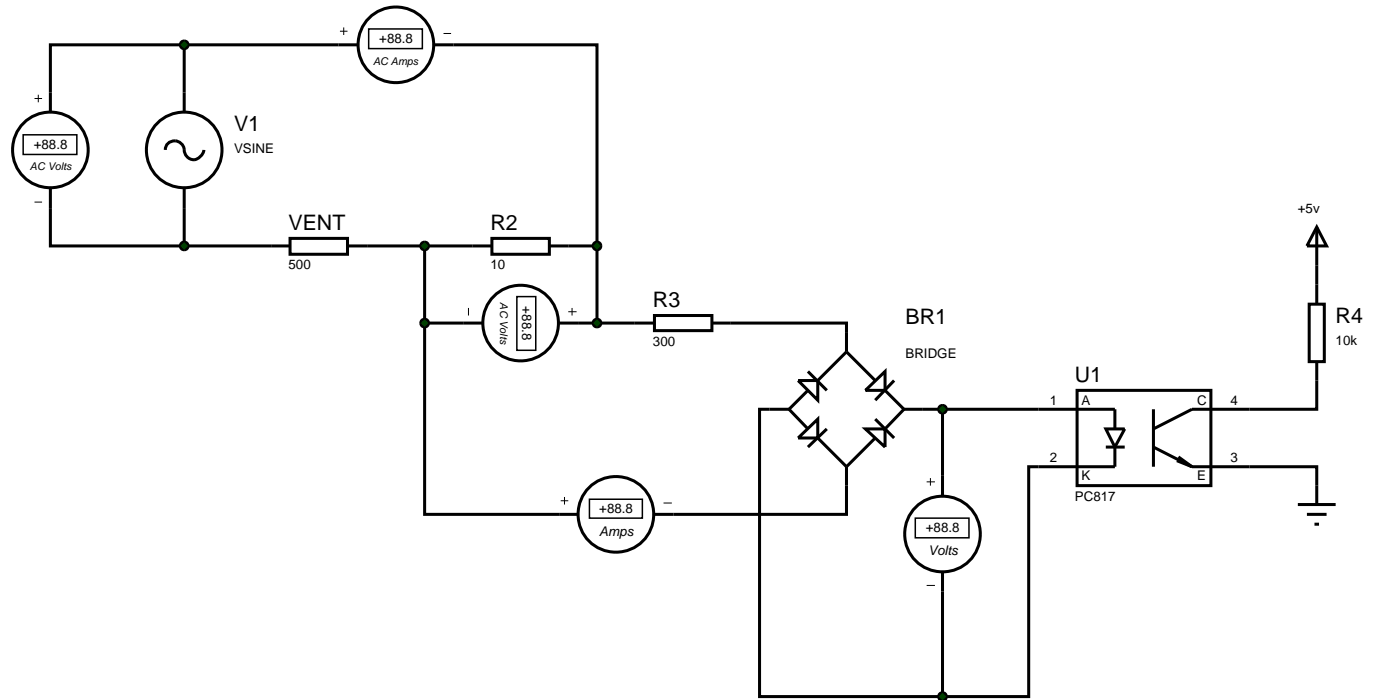 +
+88.8
AC Amps
−
+
+88.8
AC Volts
−
V1
VSINE
VENT
500
R2
10
−
+88.8
AC Volts
+
R3
300
BR1
BRIDGE
+
+88.8
Amps
−
+
+88.8
Volts
−
U1
1
A
C
4
2
K
E
3
PC817
+5v
R4
10k